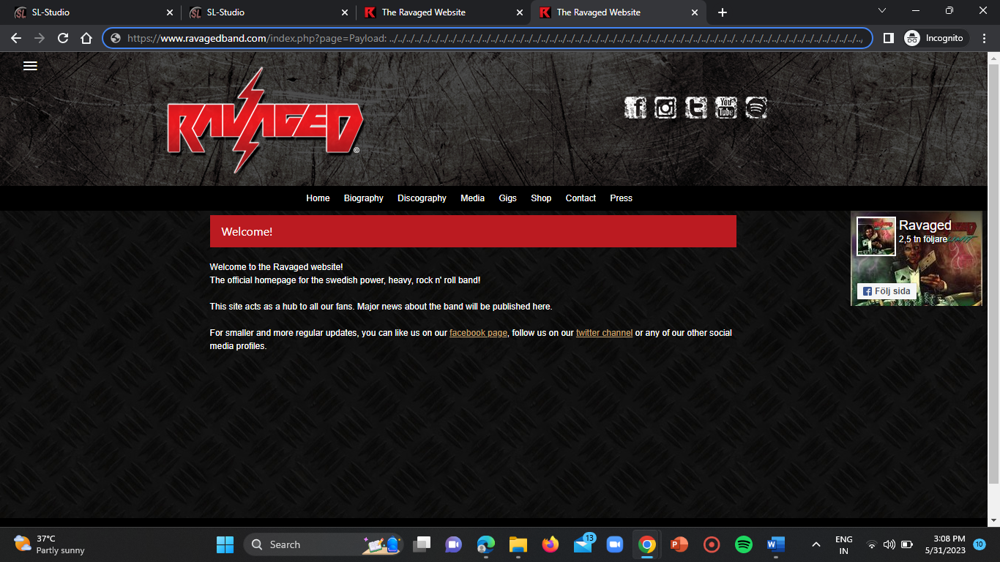 SL-Studio
SL-Studio
The Ravaged Website
The Ravaged Website
https://www.ravagedband.com/index.php?page=Payload:
Incognito
RAVAGED
©
f
t
You
Tube
Home
Biography
Discography
Media
Gigs
Shop
Contact
Press
Welcome!
Ravaged
2,5 tn följare
Följ sida
Welcome to the Ravaged website!
The official homepage for the swedish power, heavy, rock n' roll band!
This site acts as a hub to all our fans. Major news about the band will be published here.
For smaller and more regular updates, you can like us on our facebook page, follow us on our twitter channel or any of our other social
media profiles.
37°C
Partly sunny
Search
13
ENG
IN
3:08 PM
5/31/2023
10